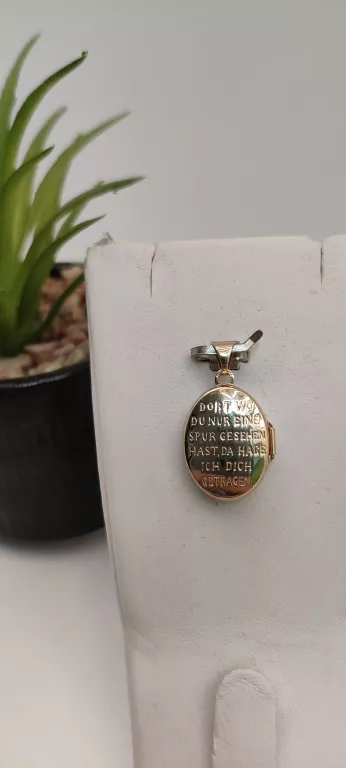 DORT WO
DU NUR EINE
SPUR GESEHEN
HAST, DA HABE
ICH DICH
GETRAGEN